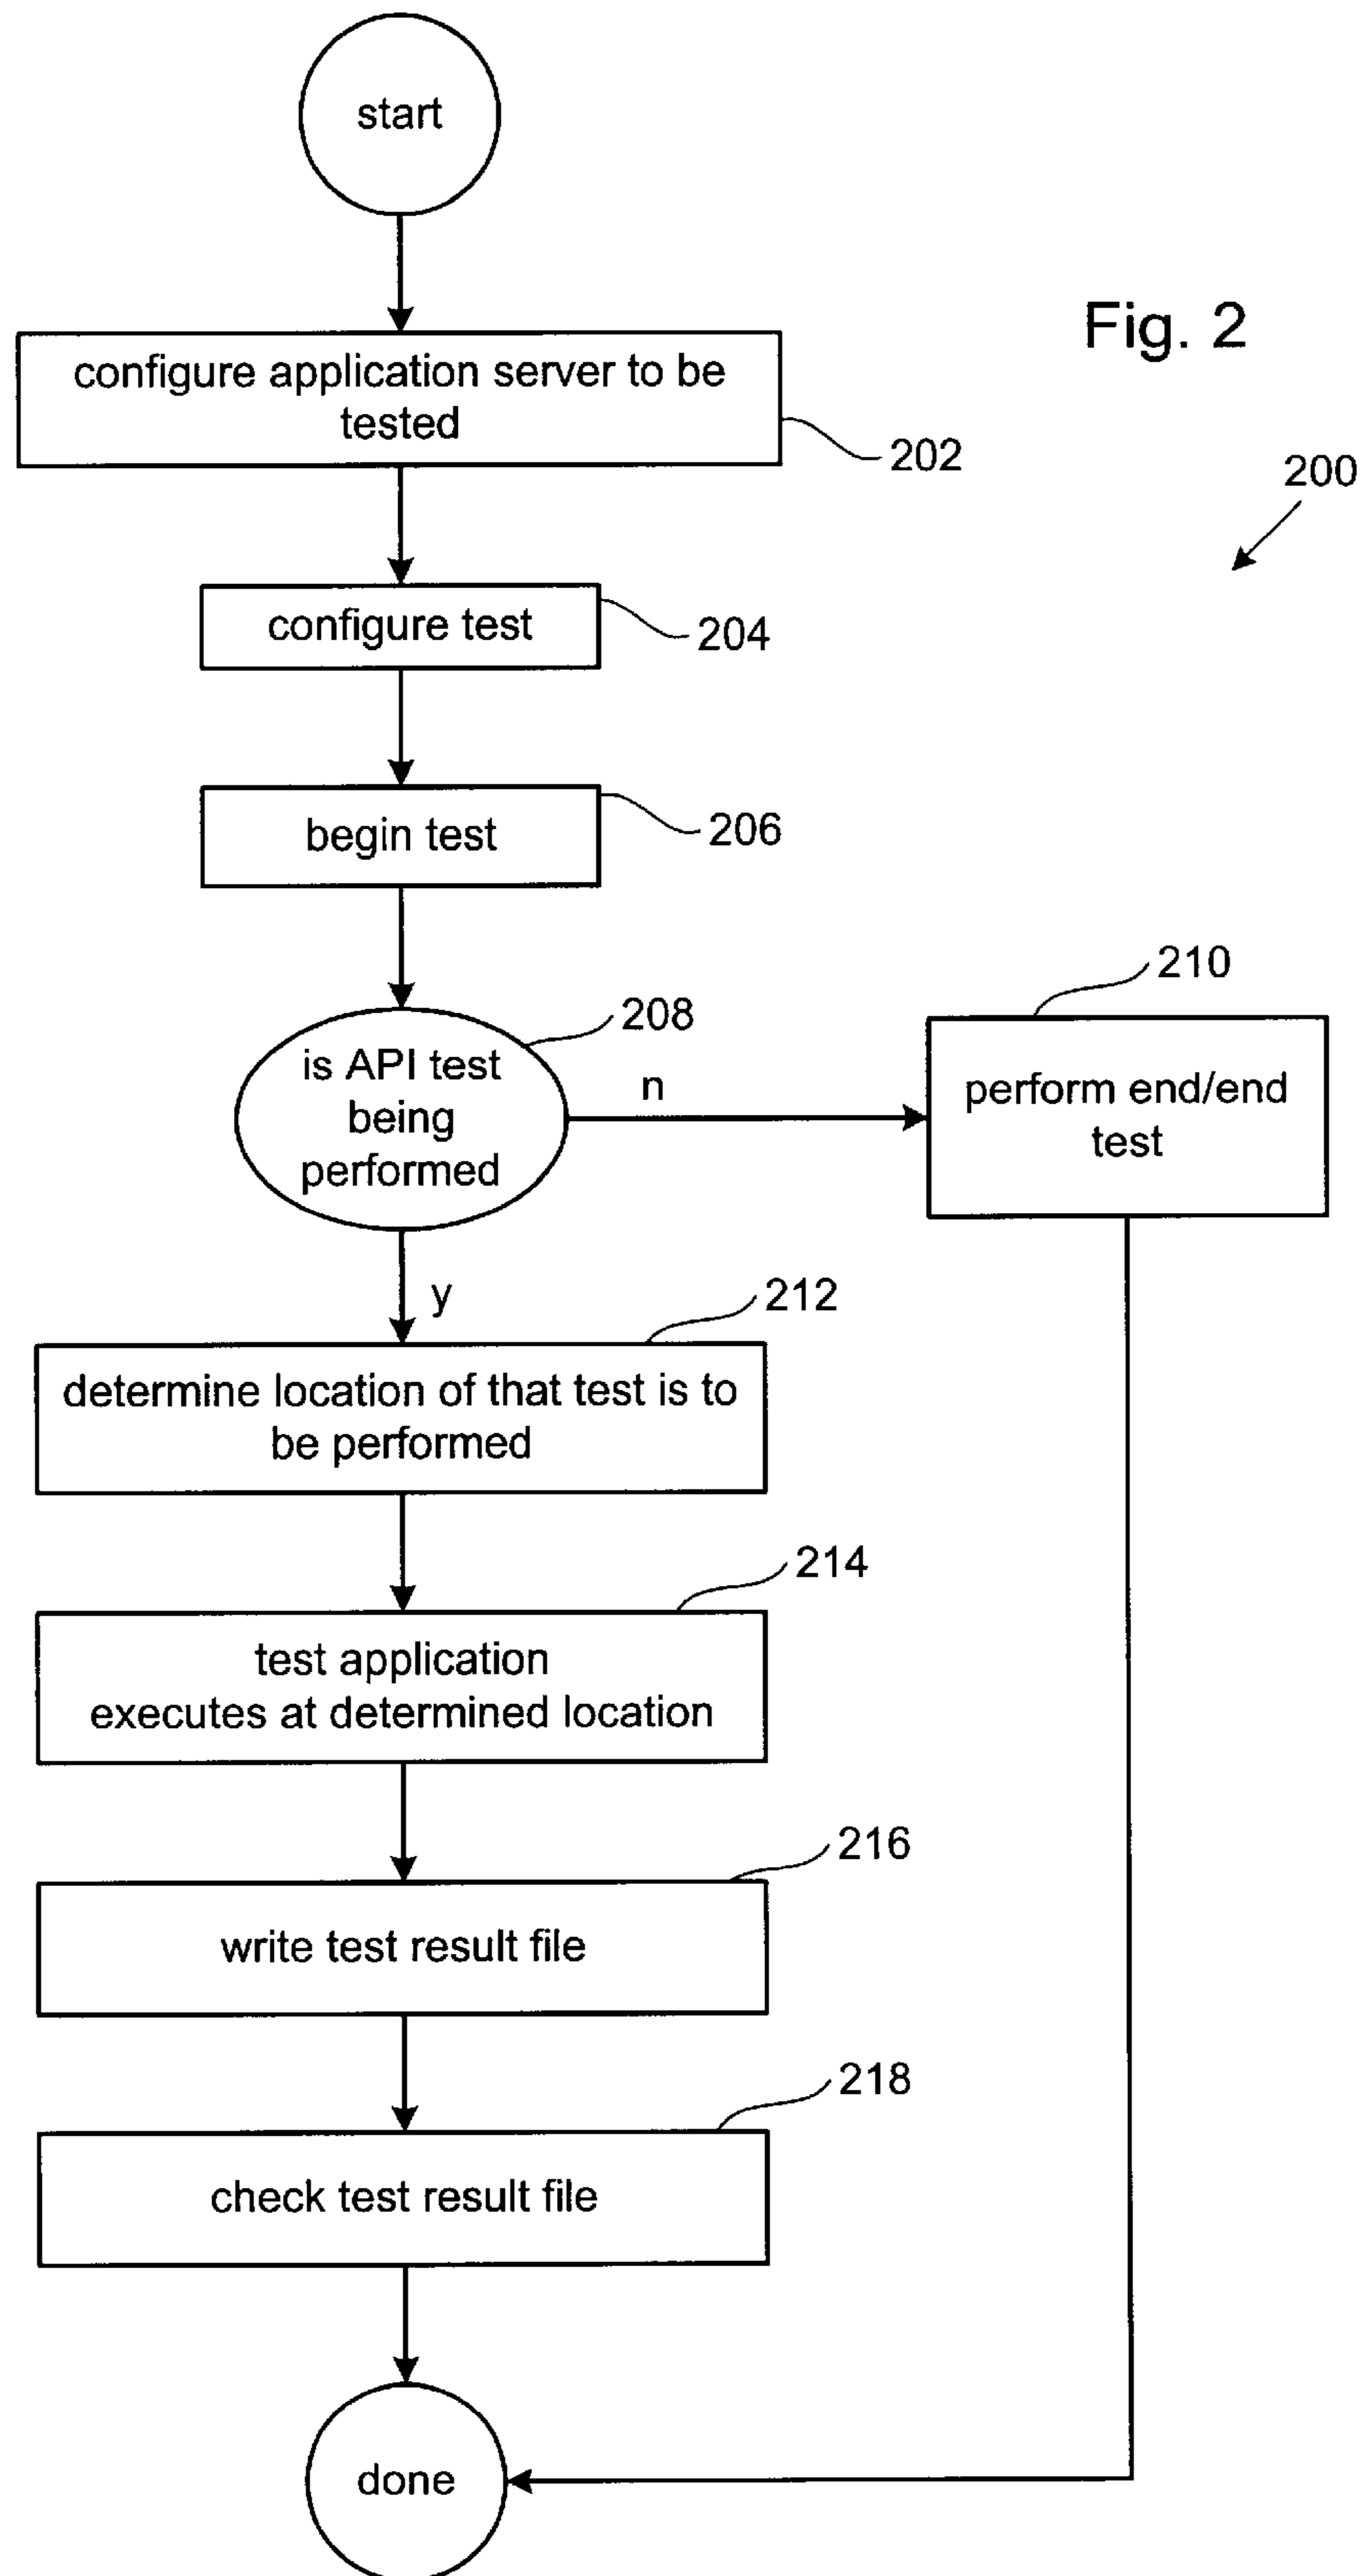 start
Fig. 2
configure application server to be
tested
202
200
configure test
204
begin test
206
210
208
is API test
being
performed
n
perform end/end
test
y
212
determine location of that test is to
be performed
214
test application
executes at determined location
216
write test result file
218
check test result file
done